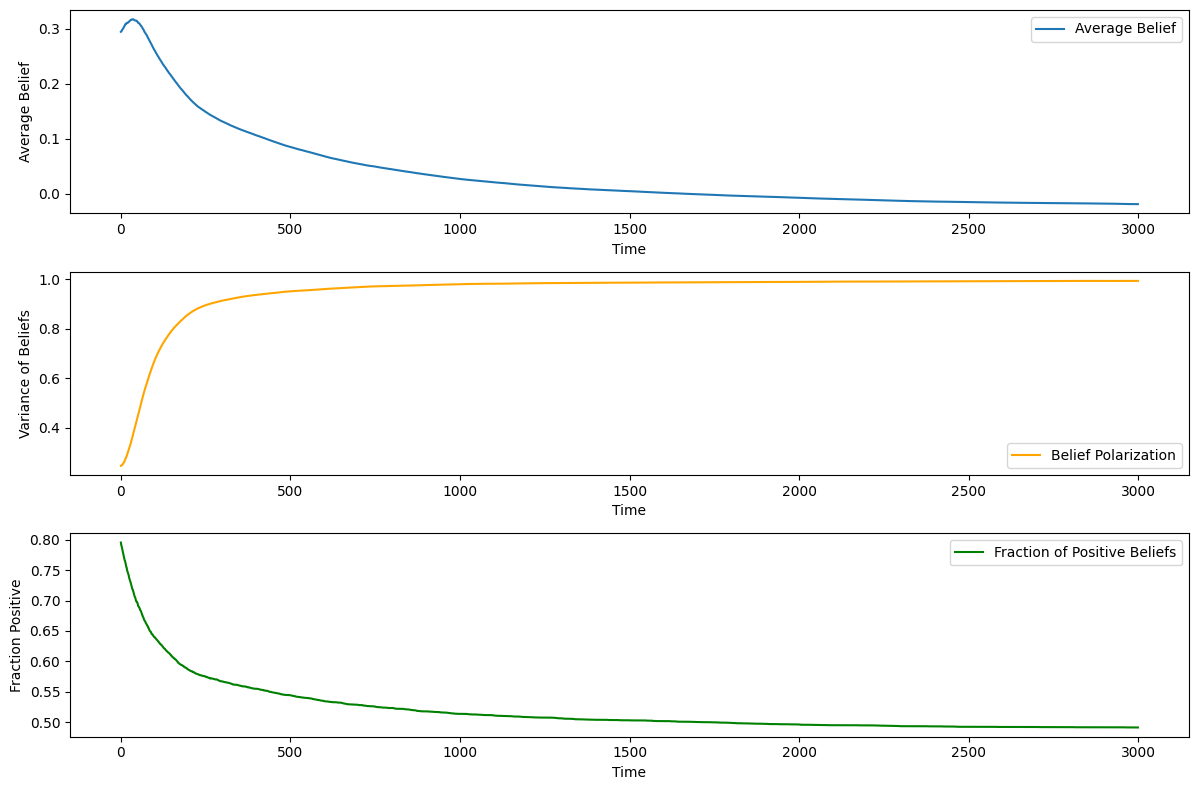 Average Belief
0.3
0.2
0.1
0.0
Average Belief
0 500 1000 1500 2000 2500 3000
Time
1.0
0.8
0.6
0.4
Variance of Beliefs
Belief Polarization
0 500 1000 1500 2000 2500 3000
Time
0.80
0.75
0.70
0.65
0.60
0.55
0.50
Fraction Positive
Fraction of Positive Beliefs
0 500 1000 1500 2000 2500 3000
Time